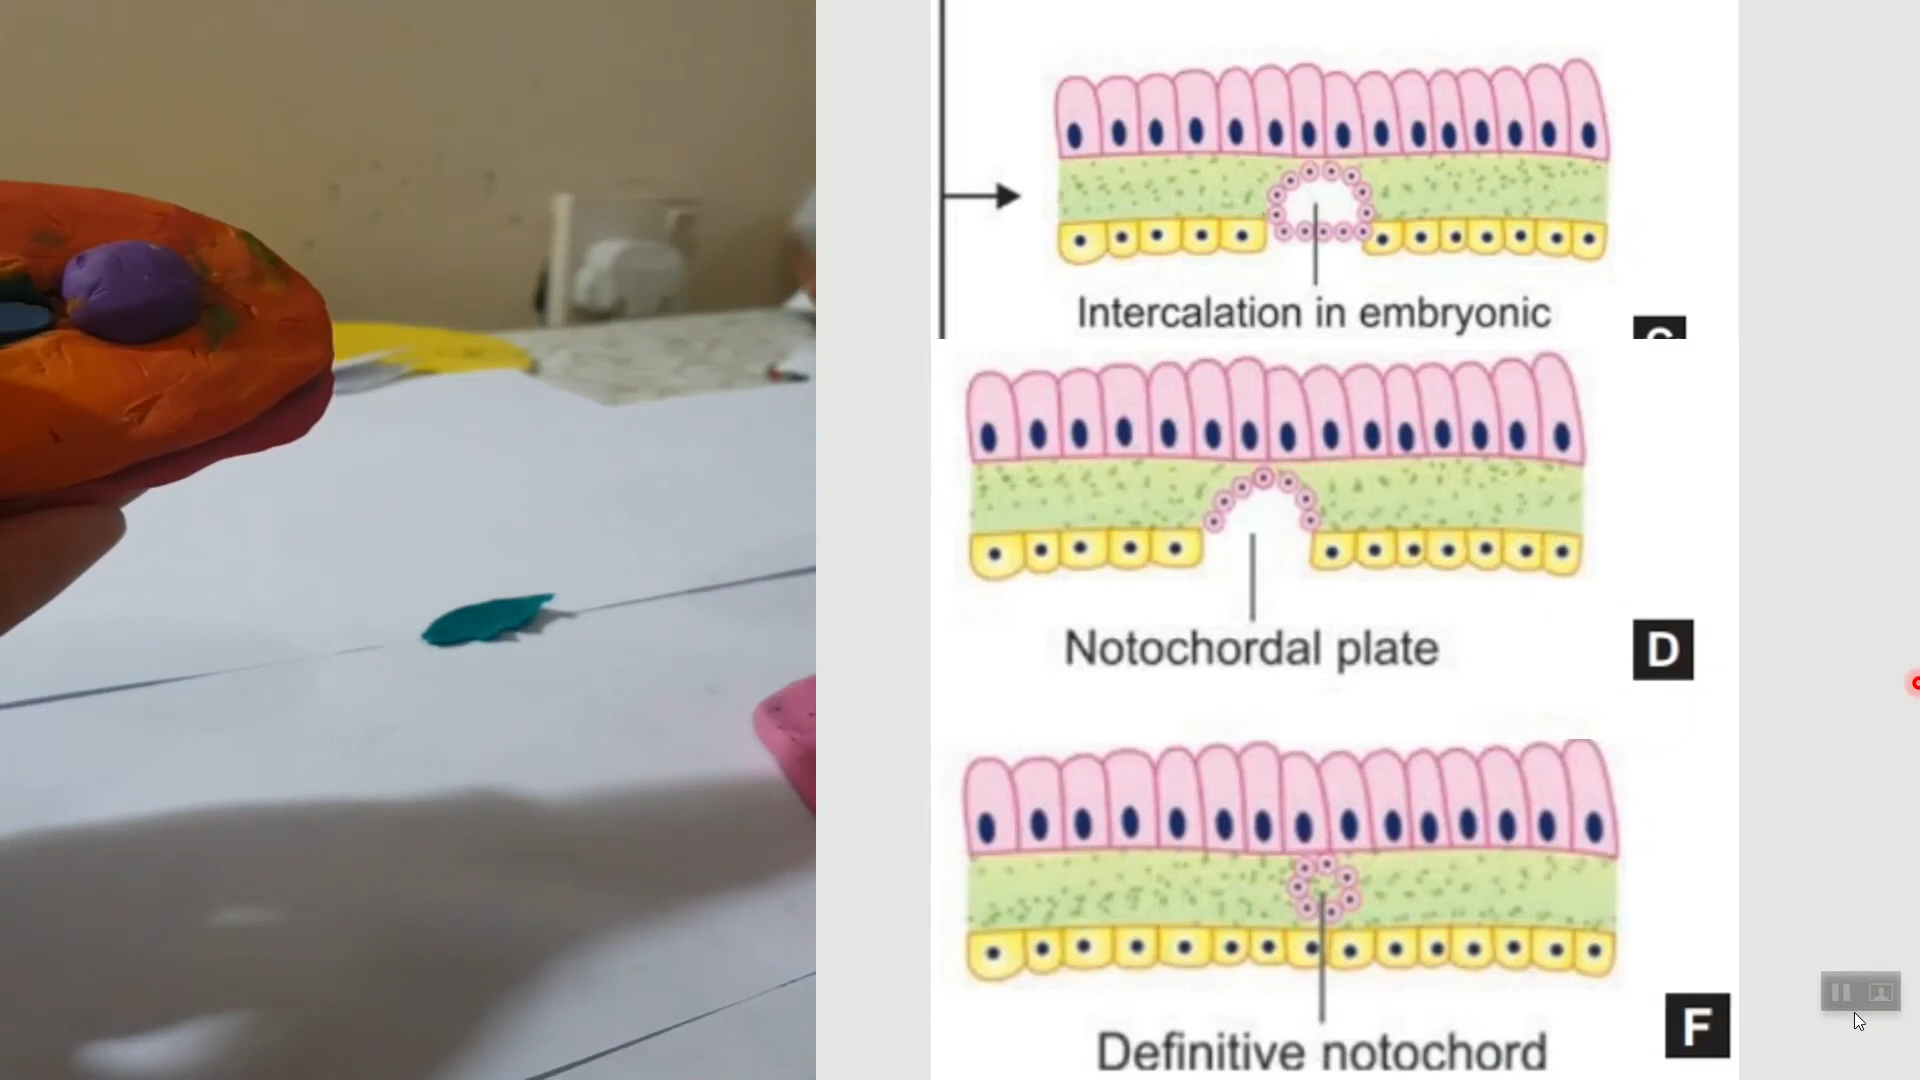 Intercalation in embryonic
Notochordal plate
D
Definitive notochord
F